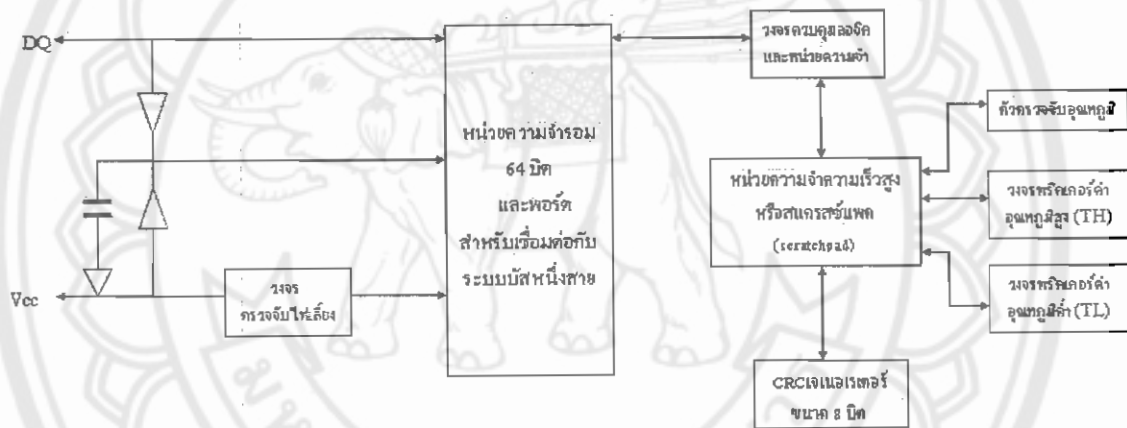 DQ
Vcc
วงจร
ตรวจจับไฟเลี้ยง
หน่วยความจำรอม
64 บิต
และพอร์ต
สำหรับเชื่อมต่อกับ
ระบบบัสหนึ่งสาย
วงจรควบคุมลอจิก
และหน่วยความจำ
หน่วยความจำความเร็วสูง
หรือสแครสซ์แพด
(scratchpad)
CRCเจเนอเรเตอร์
ขนาด 8 บิต
ตัวตรวจจับอุณหภูมิ
วงจรทริคเกอร์ค่า
อุณหภูมิสูง (TH)
วงจรทริคเกอร์ค่า
อุณหภูมิต่ำ (TL)